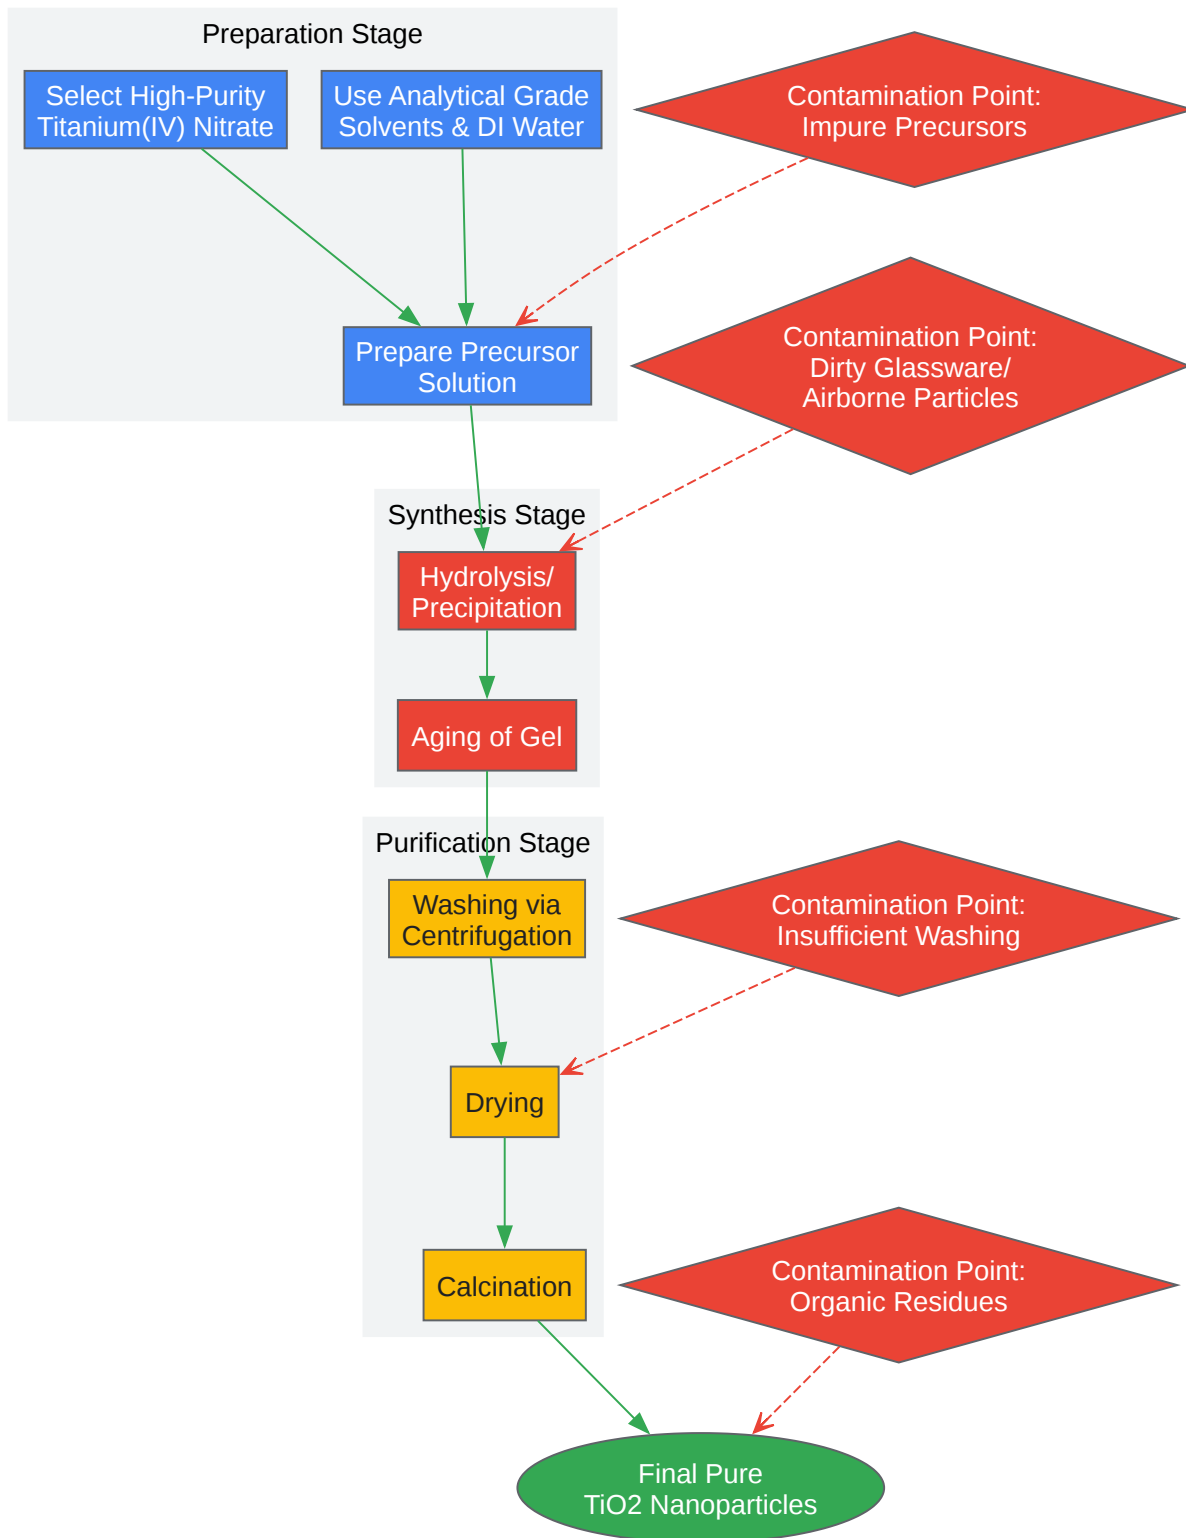 Preparation Stage
Select High-Purity
Titanium(IV) Nitrate
Use Analytical Grade
Solvents & DI Water
Contamination Point:
Impure Precursors
Prepare Precursor
Solution
Contamination Point:
Dirty Glassware/
Airborne Particles
Synthesis Stage
Hydrolysis/
Precipitation
Aging of Gel
Purification Stage
Washing via
Centrifugation
Contamination Point:
Insufficient Washing
Drying
Calcination
Contamination Point:
Organic Residues
Final Pure
TiO2 Nanoparticles